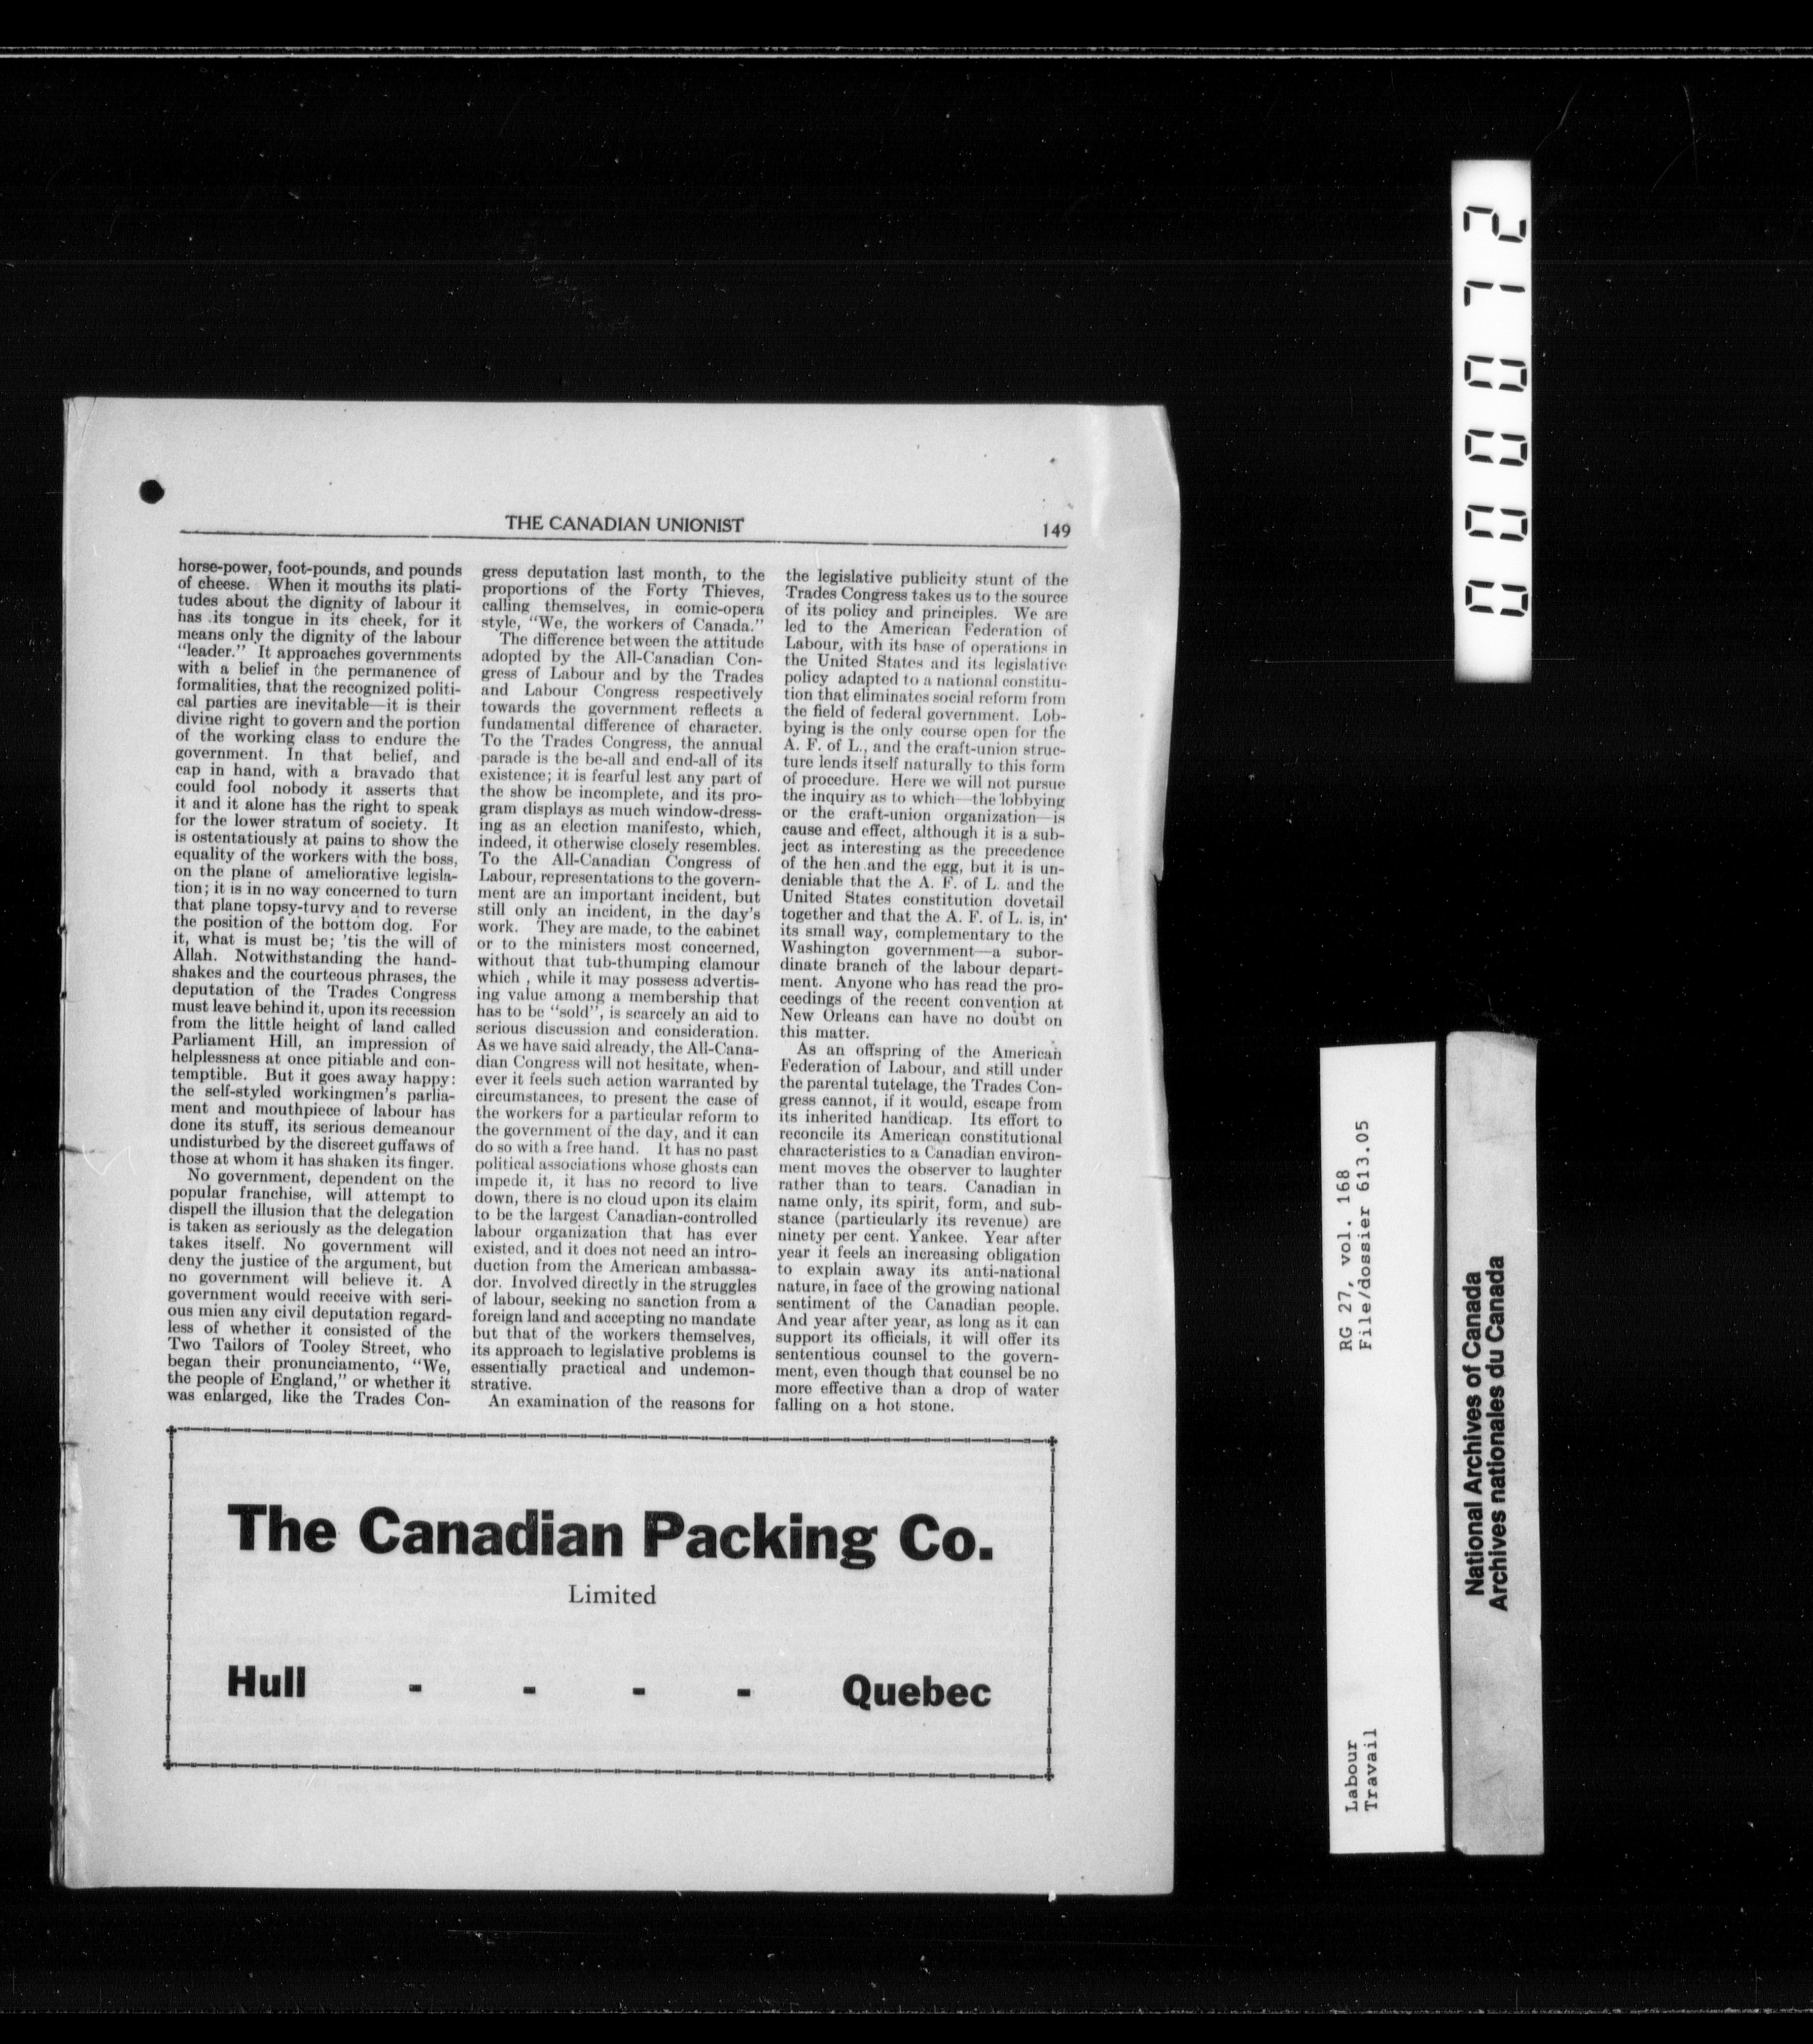 THE CANADIAN UNIONIST
149
horse-power, foot-pounds, and pounds
of cheese. When it mouths its plati-
tudes about the dignity of labour it
has its tongue in its cheek, for it
means only the dignity of the labour
"leader." It approaches governments
with a belief in the permanence of
formalities, that the recognized politi-
cal parties are inevitable—it is their
divine right to govern and the portion
of the working class to endure the
government. In that belief, and
cap in hand, with a bravado that
could fool nobody it asserts that
it and it alone has the right to speak
for the lower stratum of society. It
is ostentatiously at pains to show the
equality of the workers with the boss,
on the plane of ameliorative legisla-
tion; it is in no way concerned to turn
that plane topsy-turvy and to reverse
the position of the bottom dog. For
it, what is must be; 'tis the will of
Allah. Notwithstanding the hand-
shakes and the courteous phrases, the
deputation of the Trades Congress
must leave behind it, upon its recession
from the little height of land called
Parliament Hill, an impression of
helplessness at once pitiable and con-
temptible. But it goes away happy:
the self-styled workingmen's parlia-
ment and mouthpiece of labour has
done its stuff, its serious demeanour
undisturbed by the discreet guffaws of
those at whom it has shaken its finger.
No government, dependent on the
popular franchise, will attempt to
dispell the illusion that the delegation
is taken as seriously as the delegation
takes itself. No government will
deny the justice of the argument, but
no government will believe it. A
government would receive with seri-
ous mien any civil deputation regard-
less of whether it consisted of the
Two Tailors of Tooley Street, who
began their pronunciamento, "We,
the people of England," or whether it
was enlarged, like the Trades Con-
gress deputation last month, to the
proportions of the Forty Thieves,
calling themselves, in comic-opera
style, "We, the workers of Canada."
The difference between the attitude
adopted by the All-Canadian Con-
gress of Labour and by the Trades
and Labour Congress respectively
towards the government reflects a
fundamental difference of character.
To the Trades Congress, the annual
parade is the be-all and end-all of its
existence; it is fearful lest any part of
the show be incomplete, and its pro-
gram displays as much window-dress-
ing as an election manifesto, which,
indeed, it otherwise closely resembles.
To the All-Canadian Congress of
Labour, representations to the govern-
ment are an important incident, but
still only an incident, in the day's
work. They are made, to the cabinet
or to the ministers most concerned,
without that tub-thumping clamour
which , while it may possess advertis-
ing value among a membership that
has to be "sold", is scarcely an aid to
serious discussion and consideration.
As we have said already, the All-Cana-
dian Congress will not hesitate, when-
ever it feels such action warranted by
circumstances, to present the case of
the workers for a particular reform to
the government of the day, and it can
do so with a free hand. It has no past
political associations whose ghosts can
impede it, it has no record to live
down, there is no cloud upon its claim
to be the largest Canadian-controlled
labour organization that has ever
existed, and it does not need an intro-
duction from the American ambassa-
dor. Involved directly in the struggles
of labour, seeking no sanction from a
foreign land and accepting no mandate
but that of the workers themselves,
its approach to legislative problems is
essentially practical and undemon-
strative.
An examination of the reasons for
the legislative publicity stunt of the
Trades Congress takes us to the source
of its policy and principles. We are
led to the American Federation of
Labour, with its base of operations in
the United States and its legislative
policy adapted to a national constitu-
tion that eliminates social reform from
the field of federal government. Lob-
bying is the only course open for the
A. F. of L., and the craft-union struc-
ture lends itself naturally to this form
of procedure. Here we will not pursue
the inquiry as to which—the lobbying
or the craft-union organization—is
cause and effect, although it is a sub-
ject as interesting as the precedence
of the hen and the egg, but it is un-
deniable that the A. F. of L. and the
United States constitution dovetail
together and that the A. F. of L. is, in
its small way, complementary to the
Washington government—a subor-
dinate branch of the labour depart-
ment. Anyone who has read the pro-
ceedings of the recent convention at
New Orleans can have no doubt on
this matter.
As an offspring of the American
Federation of Labour, and still under
the parental tutelage, the Trades Con-
gress cannot, if it would, escape from
its inherited handicap. Its effort to
reconcile its American constitutional
characteristics to a Canadian environ-
ment moves the observer to laughter
rather than to tears. Canadian in
name only, its spirit, form, and sub-
stance (particularly its revenue) are
ninety per cent. Yankee. Year after
year it feels an increasing obligation
to explain away its anti-national
nature, in face of the growing national
sentiment of the Canadian people.
And year after year, as long as it can
support its officials, it will offer its
sententious counsel to the govern-
ment, even though that counsel be no
more effective than a drop of water
falling on a hot stone.
The Canadian Packing Co.
Limited
Hull - - - - Quebec
000012
Labour RG 27, vol. 168
Travail File/dossier 613.05
National Archives of Canada
Archives nationales du Canada